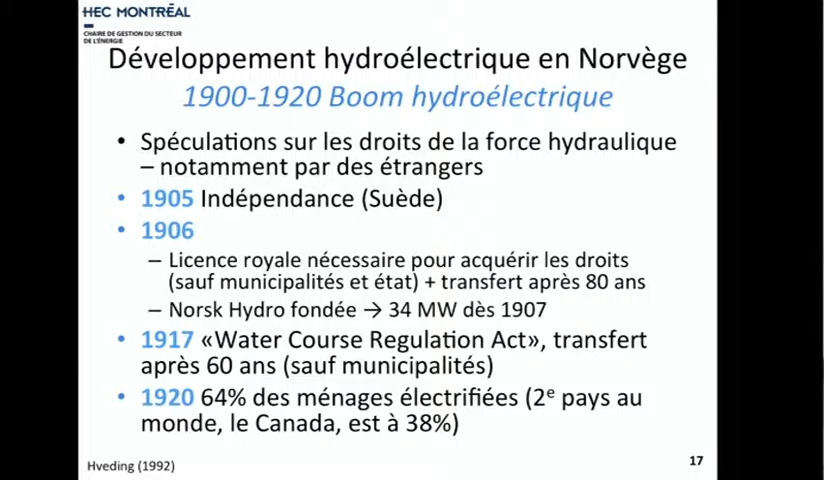 HEC MONTRÉAL
CHAIRE DE GESTION DU SECTEUR
DE L'ÉNERGIE
Développement hydroélectrique en Norvège
1900-1920 Boom hydroélectrique
• Spéculations sur les droits de la force hydraulique
– notamment par des étrangers
• 1905 Indépendance (Suède)
• 1906
– Licence royale nécessaire pour acquérir les droits
(sauf municipalités et état) + transfert après 80 ans
– Norsk Hydro fondée → 34 MW dès 1907
• 1917 «Water Course Regulation Act», transfert
après 60 ans (sauf municipalités)
• 1920 64% des ménages électrifiées (2e pays au
monde, le Canada, est à 38%)
Hveding (1992)
17